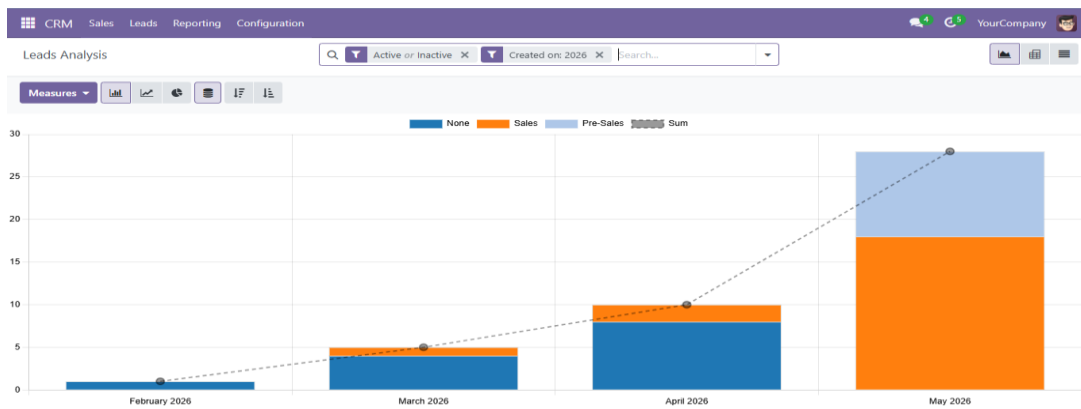 CRM Sales Leads Reporting Configuration 4 5 YourCompany
Leads Analysis Active or Inactive Created on: 2026 Search...
Measures
None Sales Pre-Sales Sum
30
25
20
15
10
5
0
February 2026 March 2026 April 2026 May 2026